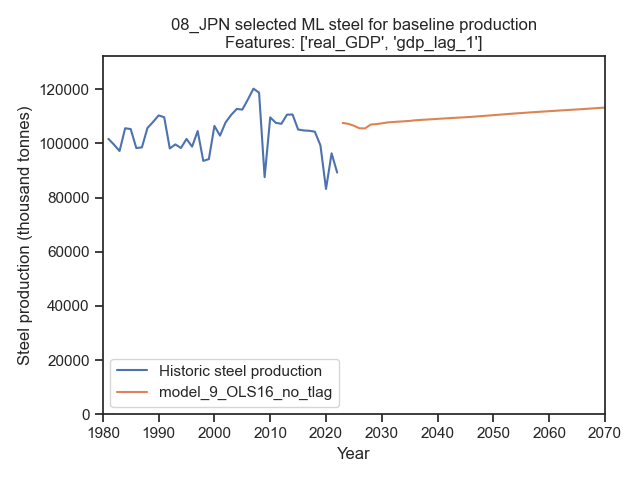 08_JPN selected ML steel for baseline production
Features: ['real_GDP', 'gdp_lag_1']
Steel production (thousand tonnes)
120000
100000
80000
60000
40000
20000
0
Historic steel production
model_9_OLS16_no_tlag
1980 1990 2000 2010 2020 2030 2040 2050 2060 2070
Year